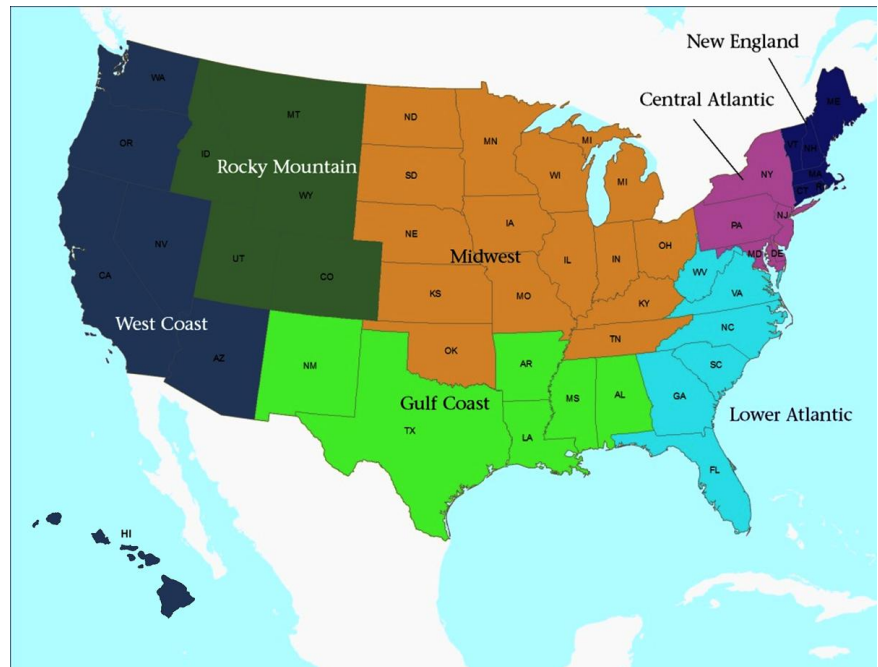 New England
Central Atlantic
Rocky Mountain
Midwest
West Coast
Gulf Coast
Lower Atlantic
WA
OR
CA
NV
AZ
HI
MT
ID
WY
UT
CO
ND
SD
NE
KS
OK
MN
IA
MO
WI
MI
MI
IL
IN
OH
KY
TN
NM
TX
AR
LA
MS
AL
WV
VA
NC
SC
GA
FL
NY
PA
NJ
MD
DE
ME
VT
NH
MA
CT
RI